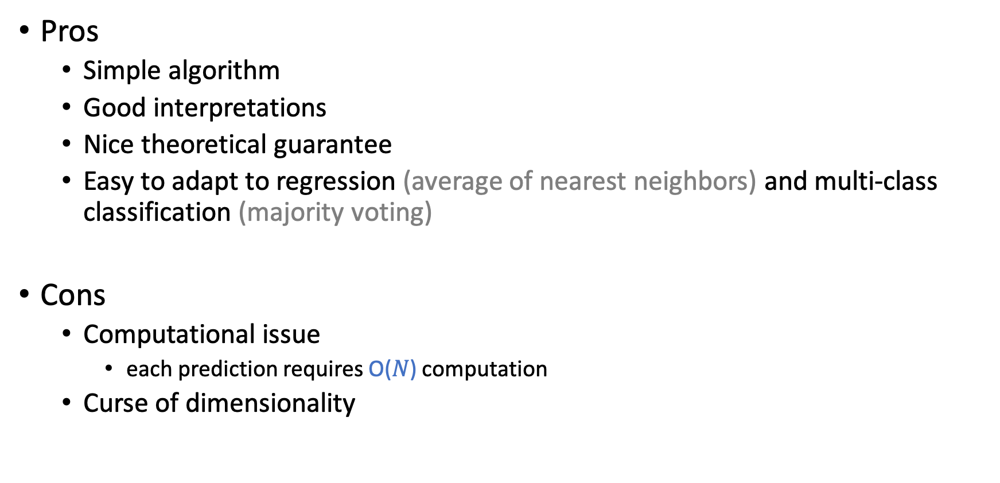 • Pros
• Simple algorithm
• Good interpretations
• Nice theoretical guarantee
• Easy to adapt to regression (average of nearest neighbors) and multi-class
classification (majority voting)
• Cons
• Computational issue
• each prediction requires O(N) computation
• Curse of dimensionality